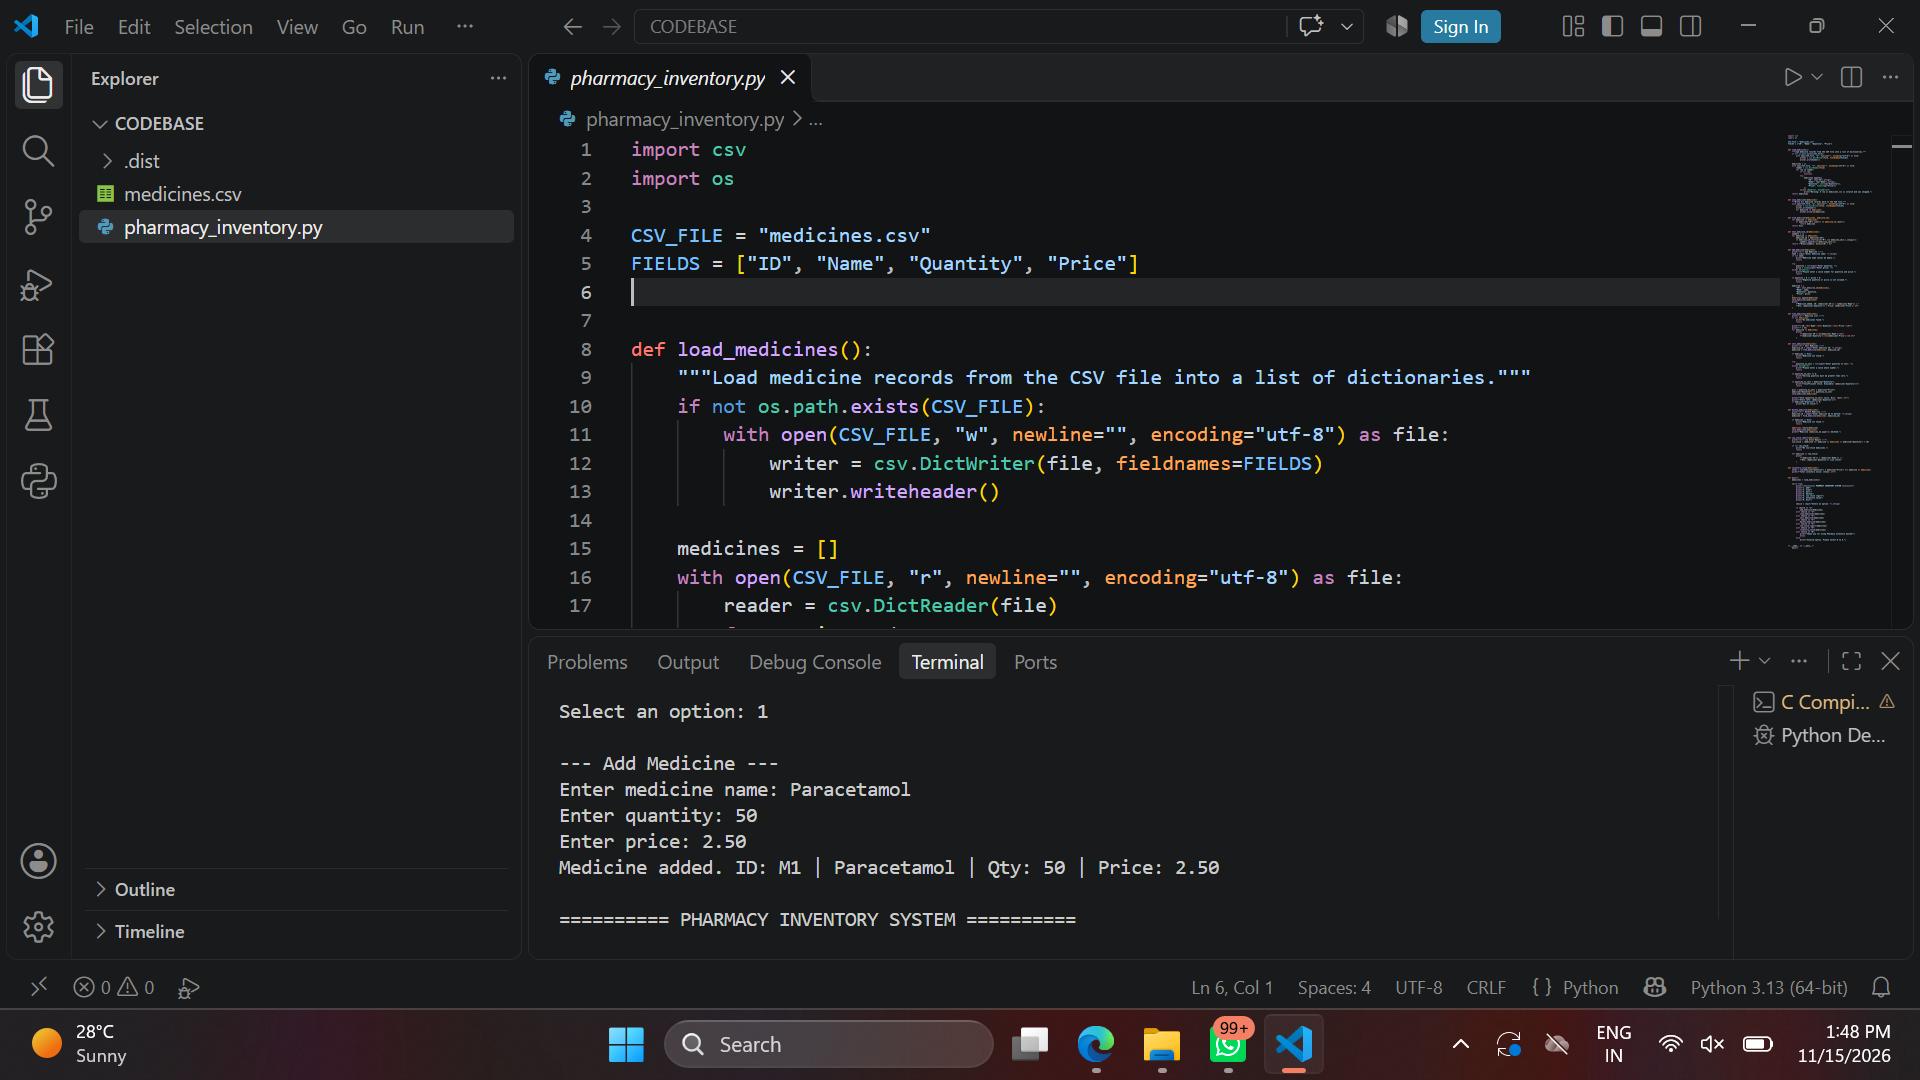 File Edit Selection View Go Run ...
CODEBASE
Sign In
Explorer
CODEBASE
.dist
medicines.csv
pharmacy_inventory.py
Outline
Timeline
pharmacy_inventory.py
pharmacy_inventory.py > ...
1 import csv
2 import os
3
4 CSV_FILE = "medicines.csv"
5 FIELDS = ["ID", "Name", "Quantity", "Price"]
6
7
8 def load_medicines():
9 """Load medicine records from the CSV file into a list of dictionaries."""
10 if not os.path.exists(CSV_FILE):
11 with open(CSV_FILE, "w", newline="", encoding="utf-8") as file:
12 writer = csv.DictWriter(file, fieldnames=FIELDS)
13 writer.writeheader()
14
15 medicines = []
16 with open(CSV_FILE, "r", newline="", encoding="utf-8") as file:
17 reader = csv.DictReader(file)
Problems Output Debug Console Terminal Ports
Select an option: 1
--- Add Medicine ---
Enter medicine name: Paracetamol
Enter quantity: 50
Enter price: 2.50
Medicine added. ID: M1 | Paracetamol | Qty: 50 | Price: 2.50
========== PHARMACY INVENTORY SYSTEM ==========
C Compi...
Python De...
0 0
Ln 6, Col 1 Spaces: 4 UTF-8 CRLF { } Python Python 3.13 (64-bit)
28°C
Sunny
Search
99+
ENG
IN
1:48 PM
11/15/2026